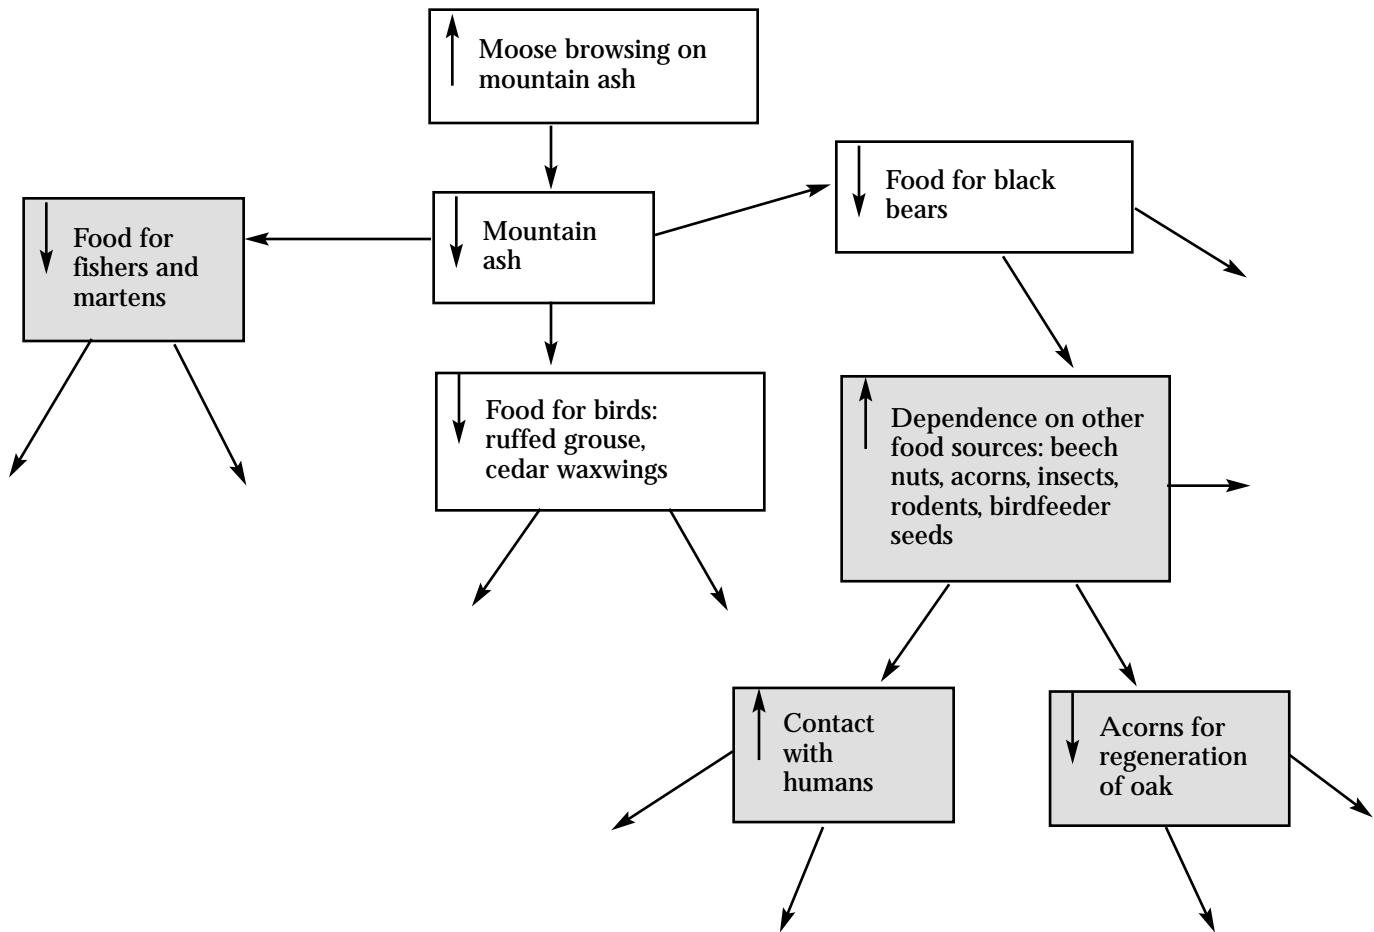 Moose browsing on
mountain ash
Food for black
bears
Food for
fishers and
martens
Mountain
ash
Food for birds:
ruffed grouse,
cedar waxwings
Dependence on other
food sources: beech
nuts, acorns, insects,
rodents, birdfeeder
seeds
Contact
with
humans
Acorns for
regeneration
of oak